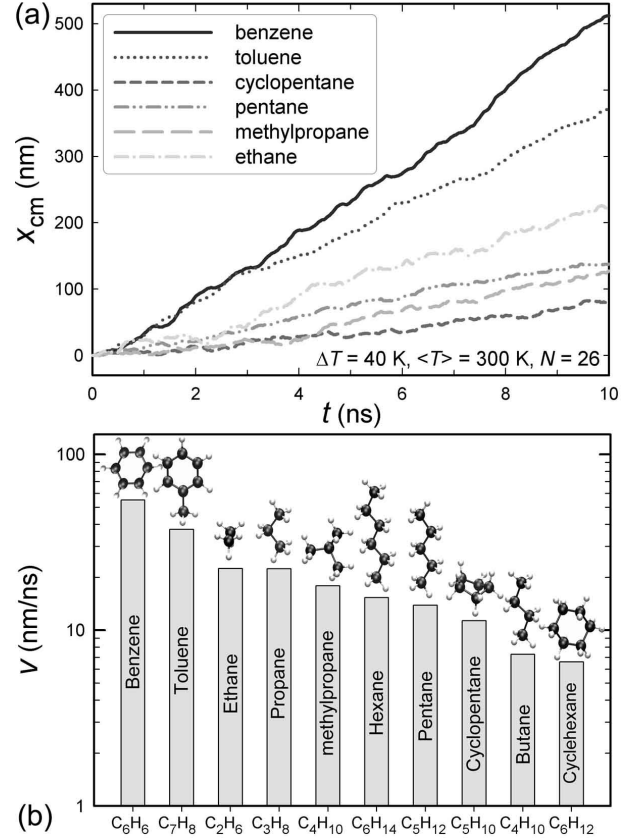 (a)
500
400
300
200
100
0
X_cm (nm)
benzene
toluene
cyclopentane
pentane
methylpropane
ethane
ΔT = 40 K, <T> = 300 K, N = 26
0 2 4 6 8 10
t (ns)
100
10
1
V (nm/ns)
Benzene
Toluene
Ethane
Propane
methylpropane
Hexane
Pentane
Cyclopentane
Butane
Cyclehexane
(b)
C₆H₆ C₇H₈ C₂H₆ C₃H₈ C₄H₁₀ C₆H₁₄ C₅H₁₂ C₅H₁₀ C₄H₁₀ C₆H₁₂